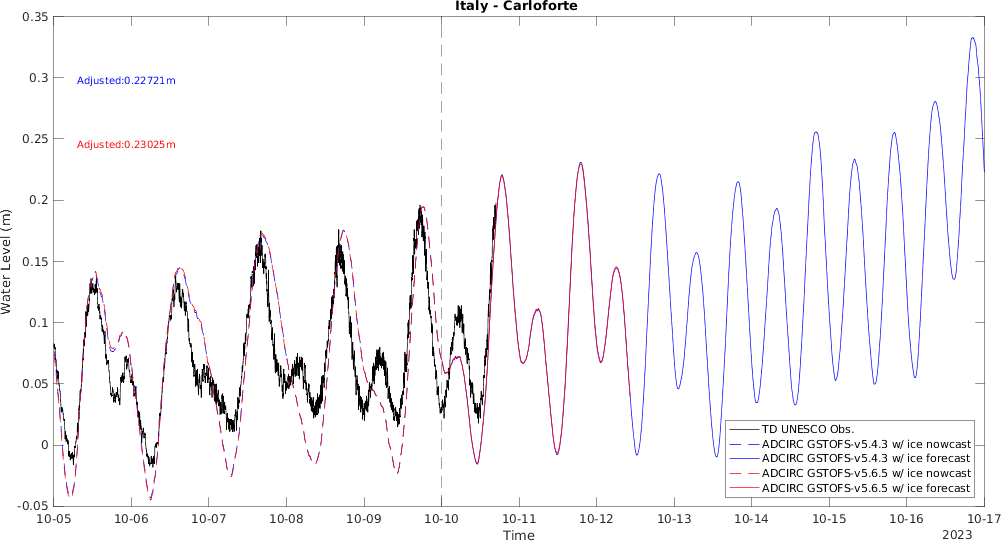 Italy - Carloforte
0.35
0.3
0.25
0.2
0.15
0.1
0.05
0
-0.05
Water Level (m)
Adjusted:0.22721m
Adjusted:0.23025m
TD UNESCO Obs.
ADCIRC GSTOFS-v5.4.3 w/ ice nowcast
ADCIRC GSTOFS-v5.4.3 w/ ice forecast
ADCIRC GSTOFS-v5.6.5 w/ ice nowcast
ADCIRC GSTOFS-v5.6.5 w/ ice forecast
10-05 10-06 10-07 10-08 10-09 10-10 10-11 10-12 10-13 10-14 10-15 10-16 10-17
Time
2023